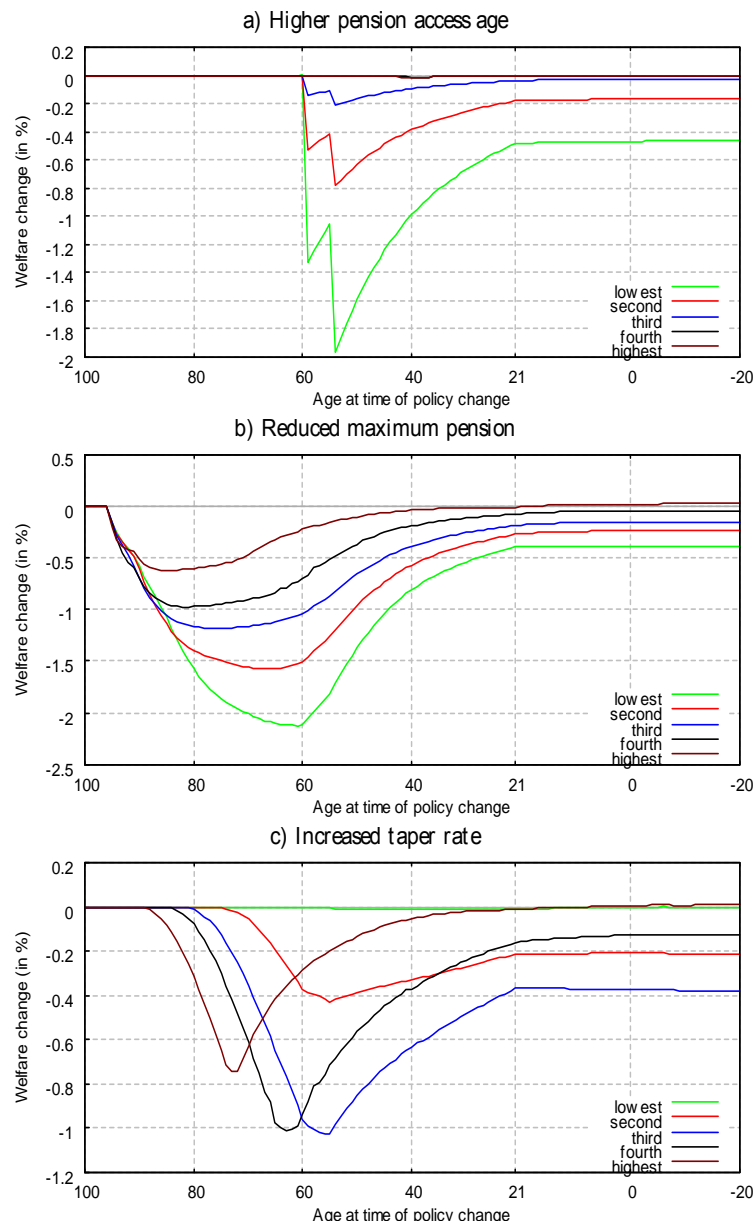 a) Higher pension access age
0.2
0
-0.2
-0.4
-0.6
-0.8
-1
-1.2
-1.4
-1.6
-1.8
-2
Welfare change (in %)
lowest
second
third
fourth
highest
100 80 60 40 21 0 -20
Age at time of policy change
b) Reduced maximum pension
0.5
0
-0.5
-1
-1.5
-2
-2.5
Welfare change (in %)
lowest
second
third
fourth
highest
100 80 60 40 21 0 -20
Age at time of policy change
c) Increased taper rate
0.2
0
-0.2
-0.4
-0.6
-0.8
-1
-1.2
Welfare change (in %)
lowest
second
third
fourth
highest
100 80 60 40 21 0 -20
Age at time of policy change